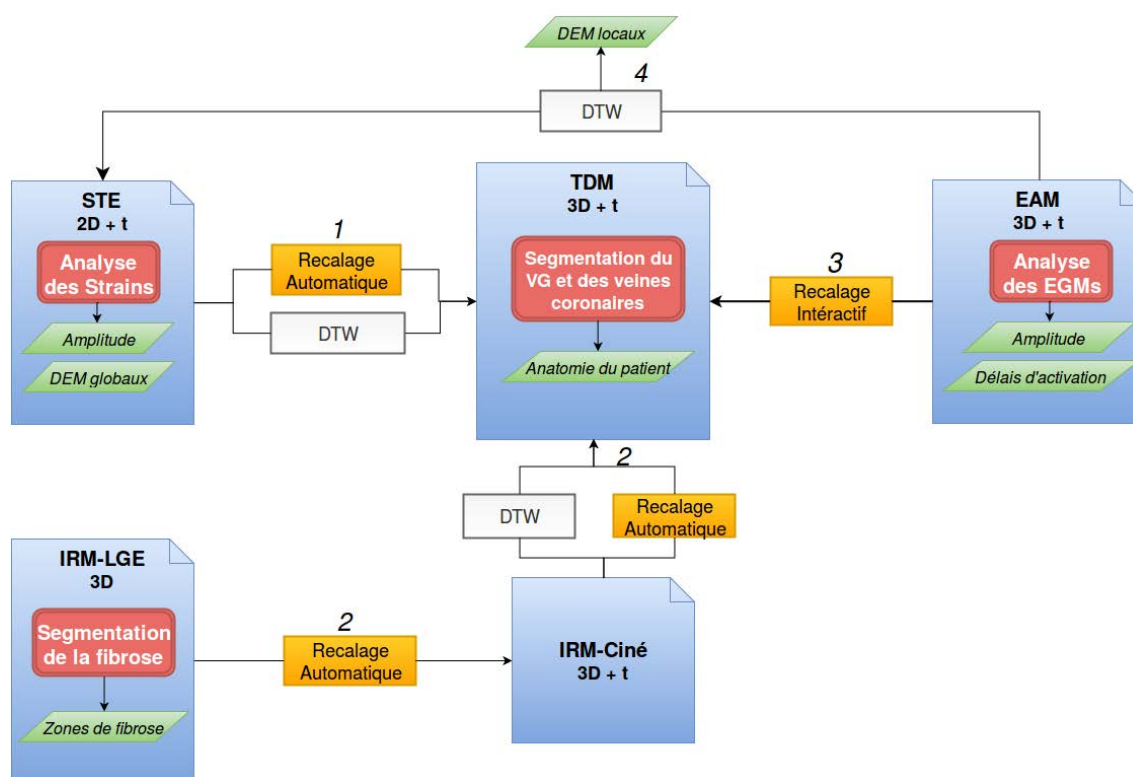 DEM locaux
4
DTW
STE
2D + t
Analyse
des Strains
Amplitude
DEM globaux
1
Recalage
Automatique
DTW
TDM
3D + t
Segmentation du
VG et des veines
coronaires
Anatomie du patient
3
Recalage
Intéractif
EAM
3D + t
Analyse
des EGMs
Amplitude
Délais d'activation
2
DTW
Recalage
Automatique
IRM-LGE
3D
Segmentation
de la fibrose
Zones de fibrose
2
Recalage
Automatique
IRM-Ciné
3D + t